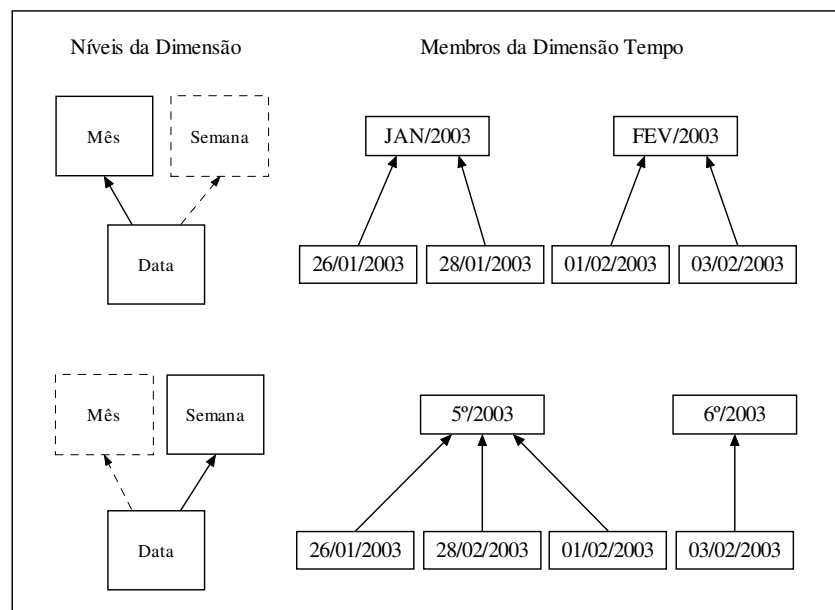 Níveis da Dimensão
Membros da Dimensão Tempo
Mês
Semana
JAN/2003
FEV/2003
Data
26/01/2003
28/01/2003
01/02/2003
03/02/2003
Mês
Semana
5º/2003
6º/2003
Data
26/01/2003
28/02/2003
01/02/2003
03/02/2003